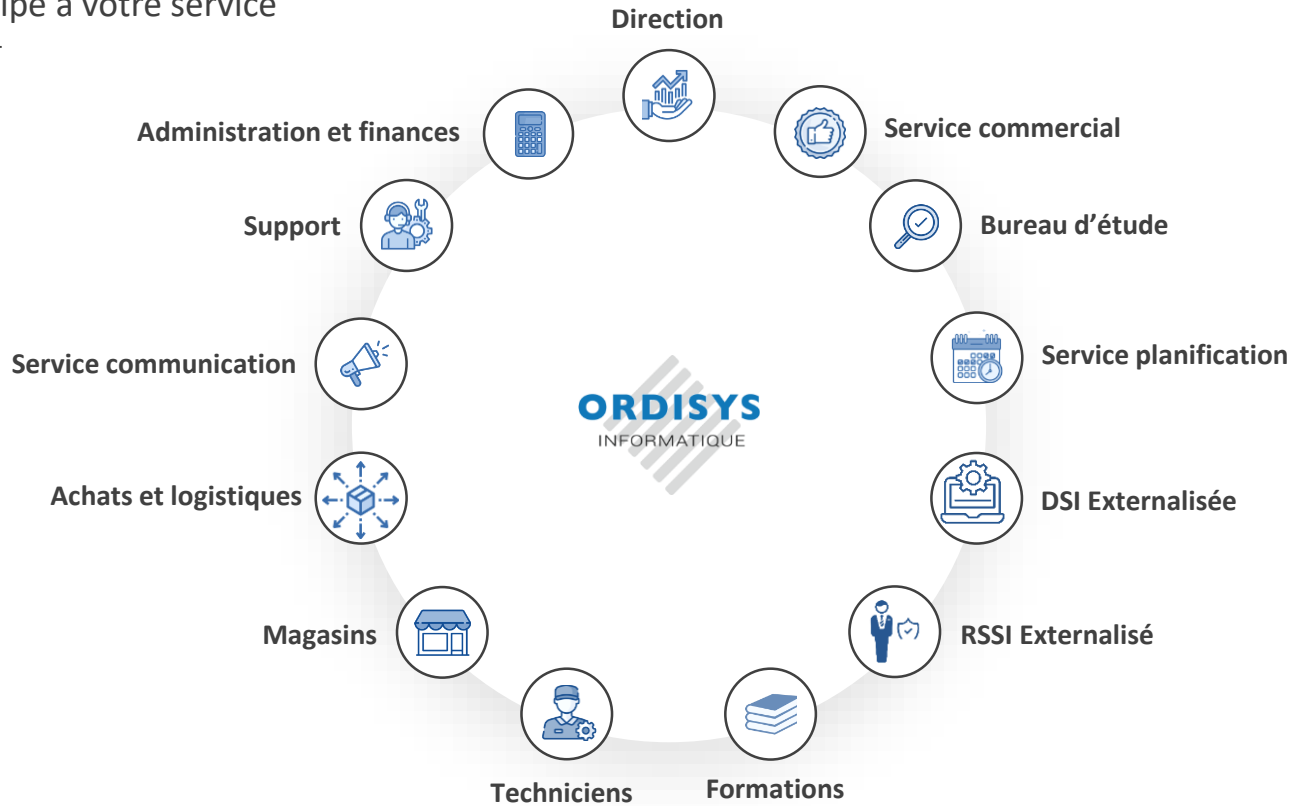 à votre service
Direction
Administration et finances
Service commercial
Support
Bureau d’étude
Service communication
Service planification
ORDISYS
INFORMATIQUE
Achats et logistiques
DSI Externalisée
Magasins
RSSI Externalisé
Techniciens
Formations